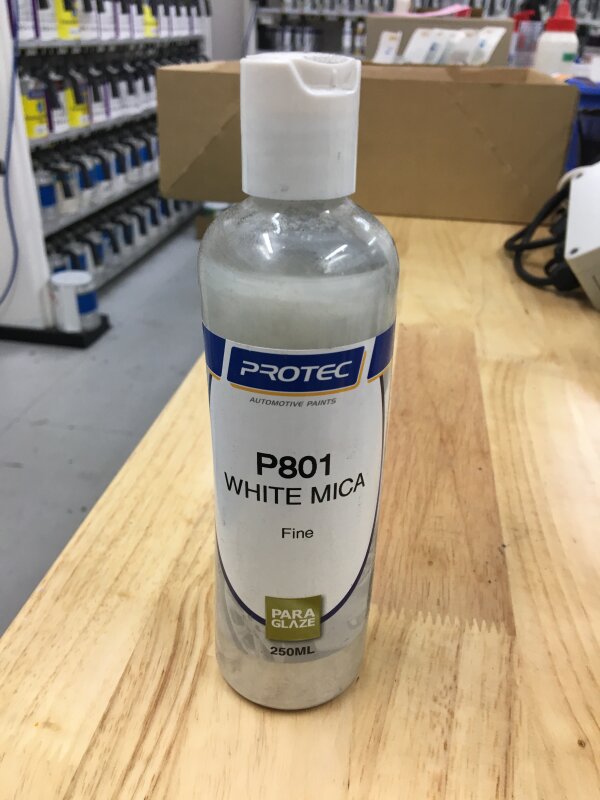 PROTEC
AUTOMOTIVE PAINTS
P801
WHITE MICA
Fine
PARA
GLAZE
250ML